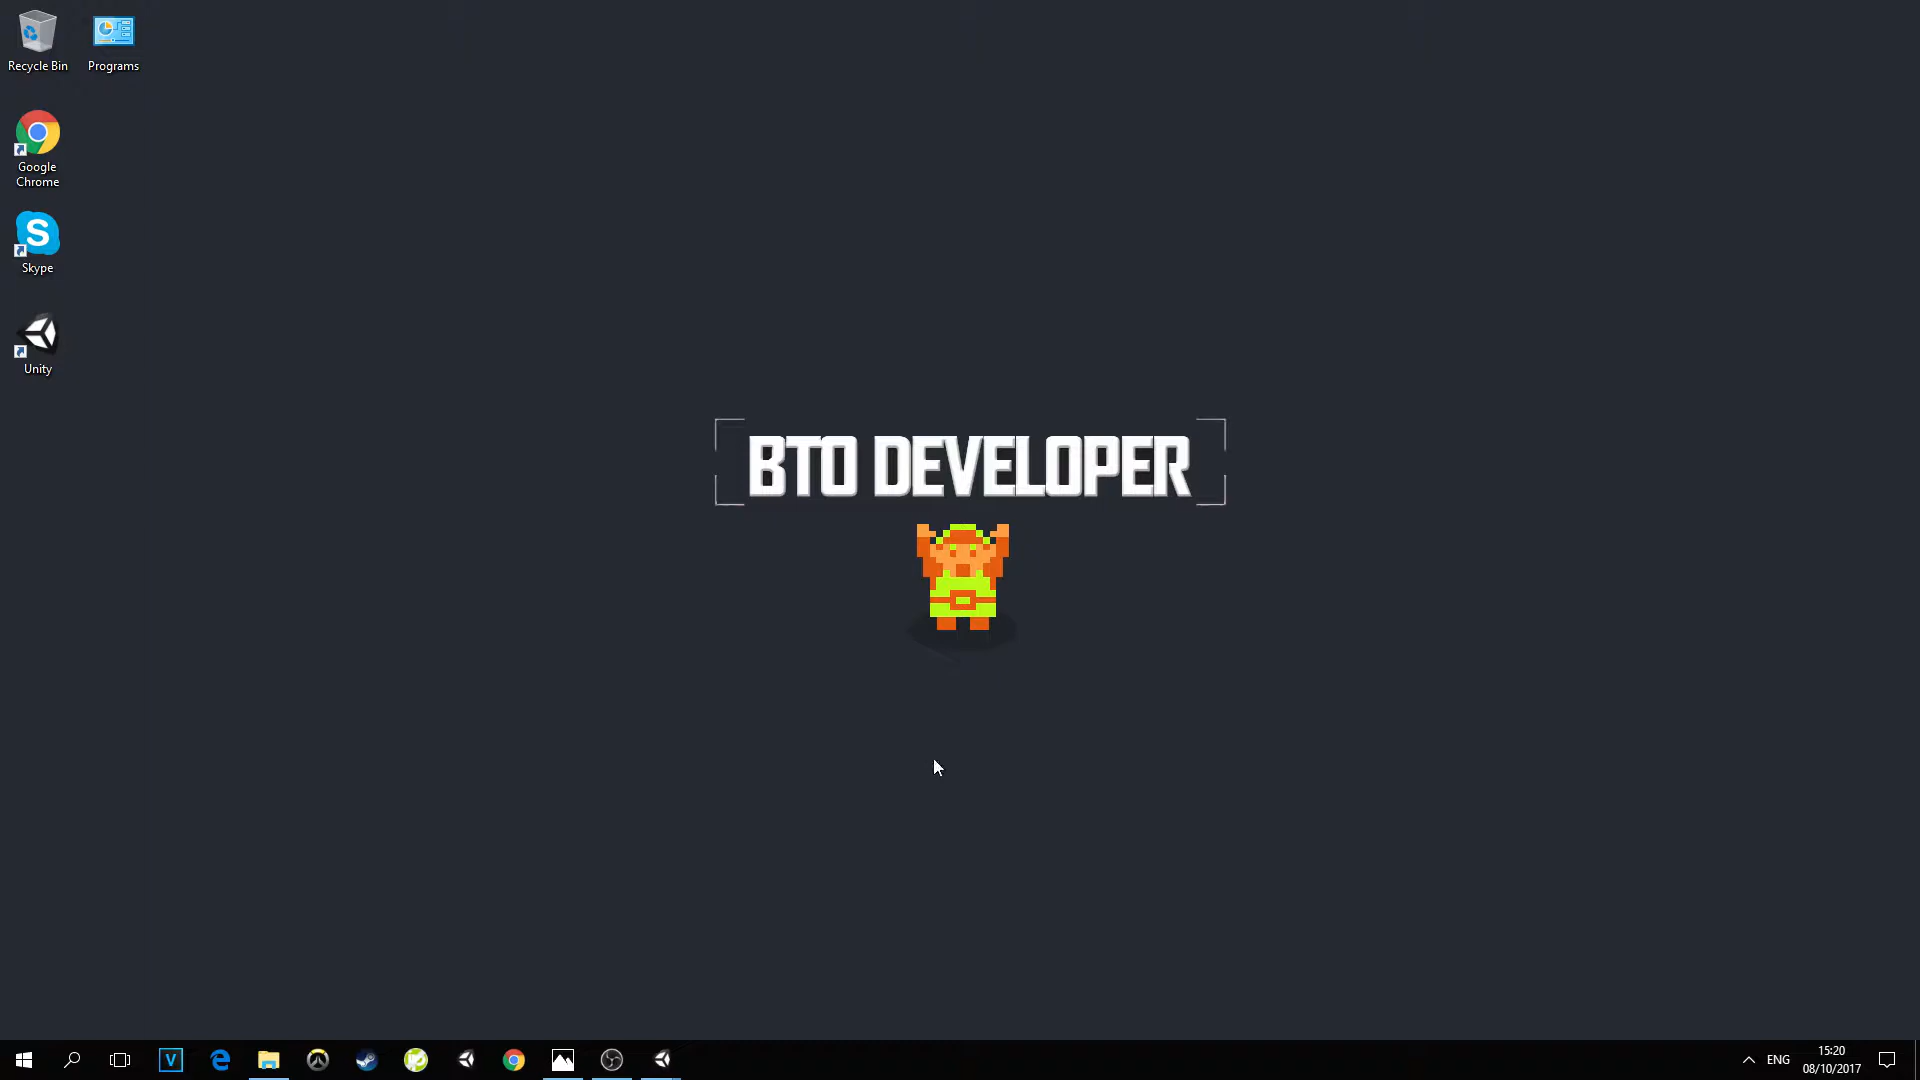 Recycle Bin
Programs
Google
Chrome
Skype
Unity
BTO DEVELOPER
ENG
15:20
08/10/2017